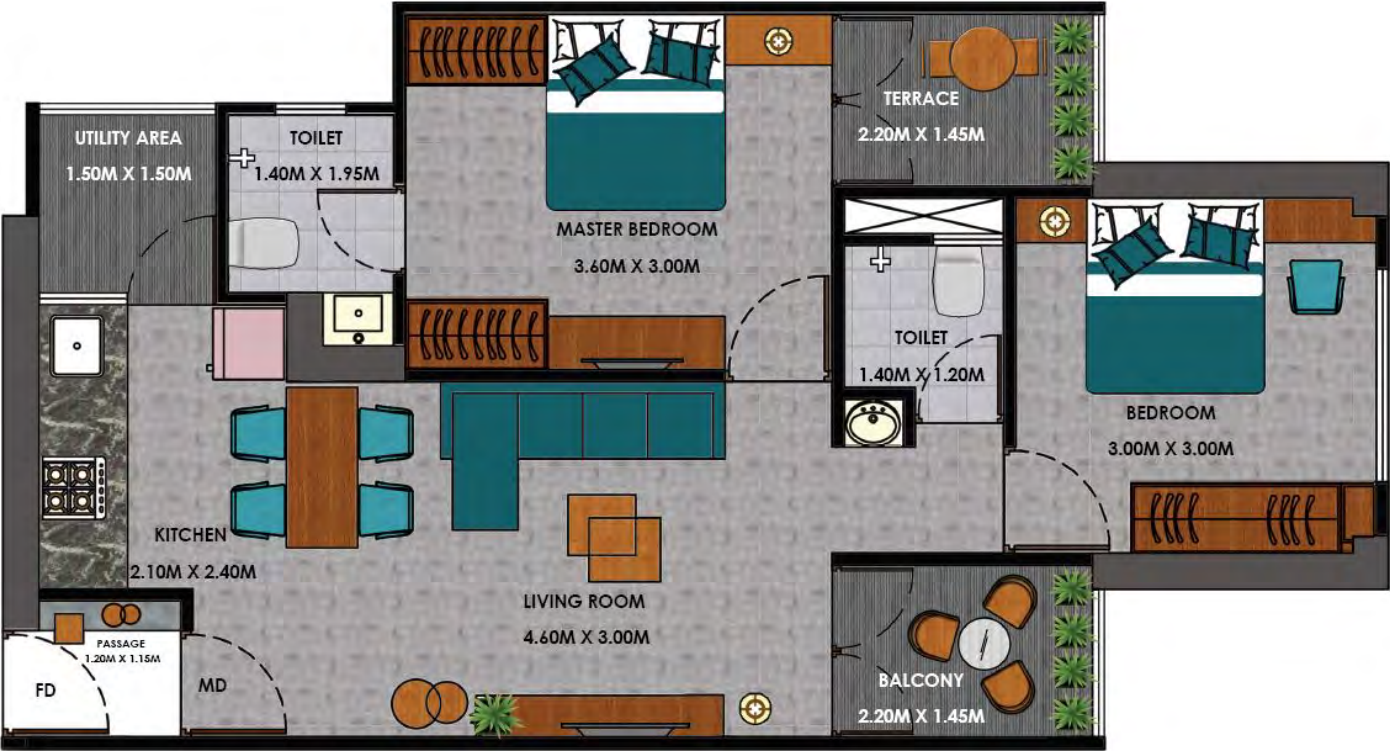 UTILITY AREA
1.50M X 1.50M
TOILET
1.40M X 1.95M
MASTER BEDROOM
3.60M X 3.00M
TERRACE
2.20M X 1.45M
TOILET
1.40M X 1.20M
BEDROOM
3.00M X 3.00M
KITCHEN
2.10M X 2.40M
LIVING ROOM
4.60M X 3.00M
PASSAGE
1.20M X 1.15M
FD
MD
BALCONY
2.20M X 1.45M